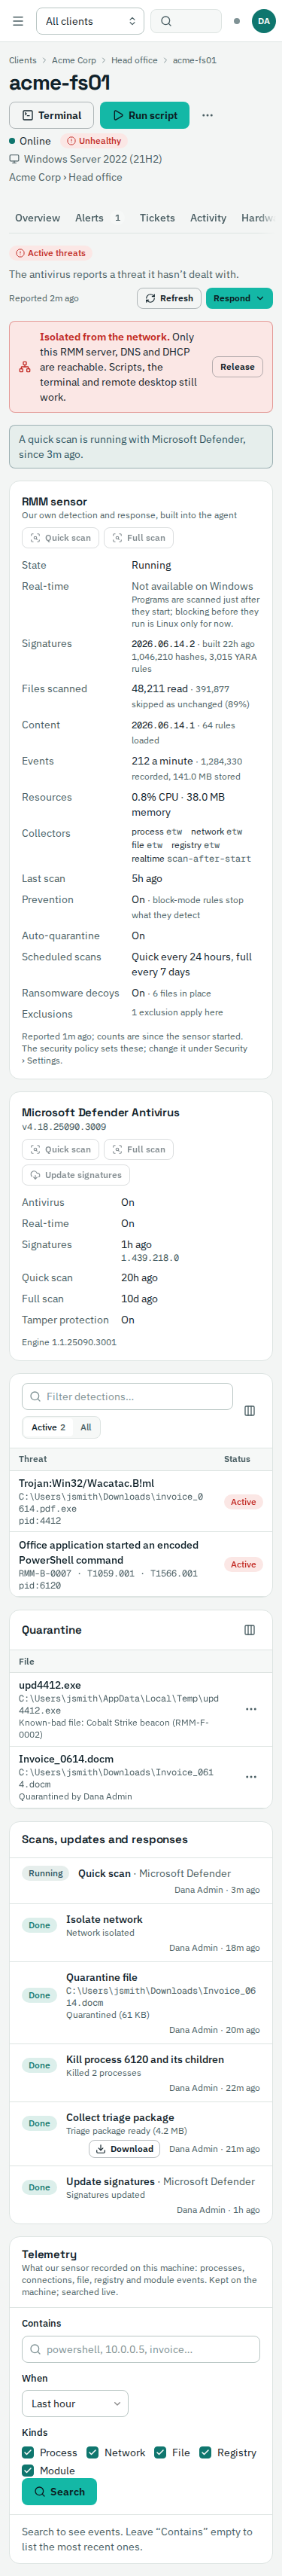 All clients
DA
Clients > Acme Corp > Head office > acme-fs01
acme-fs01
Terminal
Run script
Online
Unhealthy
Windows Server 2022 (21H2)
Acme Corp › Head office
Overview Alerts 1 Tickets Activity
Active threats
The antivirus reports a threat it hasn't dealt with.
Reported 2m ago
Refresh
Respond
Isolated from the network. Only
this RMM server, DNS and DHCP
are reachable. Scripts, the
terminal and remote desktop still
work.
Release
A quick scan is running with Microsoft Defender,
since 3m ago.
RMM sensor
Our own detection and response, built into the agent
Quick scan
Full scan
State Running
Real-time Not available on Windows
Programs are scanned just after
they start; blocking before they
run is Linux only for now.
Signatures 2026.06.14.2 · built 22h ago
1,046,210 hashes, 3,015 YARA
rules
Files scanned 48,211 read · 391,877
skipped as unchanged (89%)
Content 2026.06.14.1 · 64 rules
loaded
Events 212 a minute · 1,284,330
recorded, 141.0 MB stored
Resources 0.8% CPU · 38.0 MB
memory
Collectors process etw network etw
file etw registry etw
realtime scan-after-start
Last scan 5h ago
Prevention On · block-mode rules stop
what they detect
Auto-quarantine On
Scheduled scans Quick every 24 hours, full
every 7 days
Ransomware decoys On · 6 files in place
Exclusions 1 exclusion apply here
Reported 1m ago; counts are since the sensor started.
The security policy sets these; change it under Security
› Settings.
Microsoft Defender Antivirus
v4.18.25090.3009
Quick scan
Full scan
Update signatures
Antivirus On
Real-time On
Signatures 1h ago
1.439.218.0
Quick scan 20h ago
Full scan 10d ago
Tamper protection On
Engine 1.1.25090.3001
Filter detections...
Active 2 All
Threat Status
Trojan:Win32/Wacatac.B!ml
C:\Users\jsmith\Downloads\invoice_0
614.pdf.exe
pid:4412
Active
Office application started an encoded
PowerShell command
RMM-B-0007 · T1059.001 · T1566.001
pid:6120
Active
Quarantine
File
upd4412.exe
C:\Users\jsmith\AppData\Local\Temp\upd
4412.exe
Known-bad file: Cobalt Strike beacon (RMM-F-
0002)
Invoice_0614.docm
C:\Users\jsmith\Downloads\Invoice_061
4.docm
Quarantined by Dana Admin
Scans, updates and responses
Running Quick scan · Microsoft Defender
Dana Admin · 3m ago
Done Isolate network
Network isolated
Dana Admin · 18m ago
Done Quarantine file
C:\Users\jsmith\Downloads\Invoice_06
14.docm
Quarantined (61 KB)
Dana Admin · 20m ago
Done Kill process 6120 and its children
Killed 2 processes
Dana Admin · 22m ago
Done Collect triage package
Triage package ready (4.2 MB)
Download Dana Admin · 21m ago
Done Update signatures · Microsoft Defender
Signatures updated
Dana Admin · 1h ago
Telemetry
What our sensor recorded on this machine: processes,
connections, file, registry and module events. Kept on the
machine; searched live.
Contains
powershell, 10.0.0.5, invoice...
When
Last hour
Kinds
Process Network File Registry
Module
Search
Search to see events. Leave “Contains” empty to
list the most recent ones.